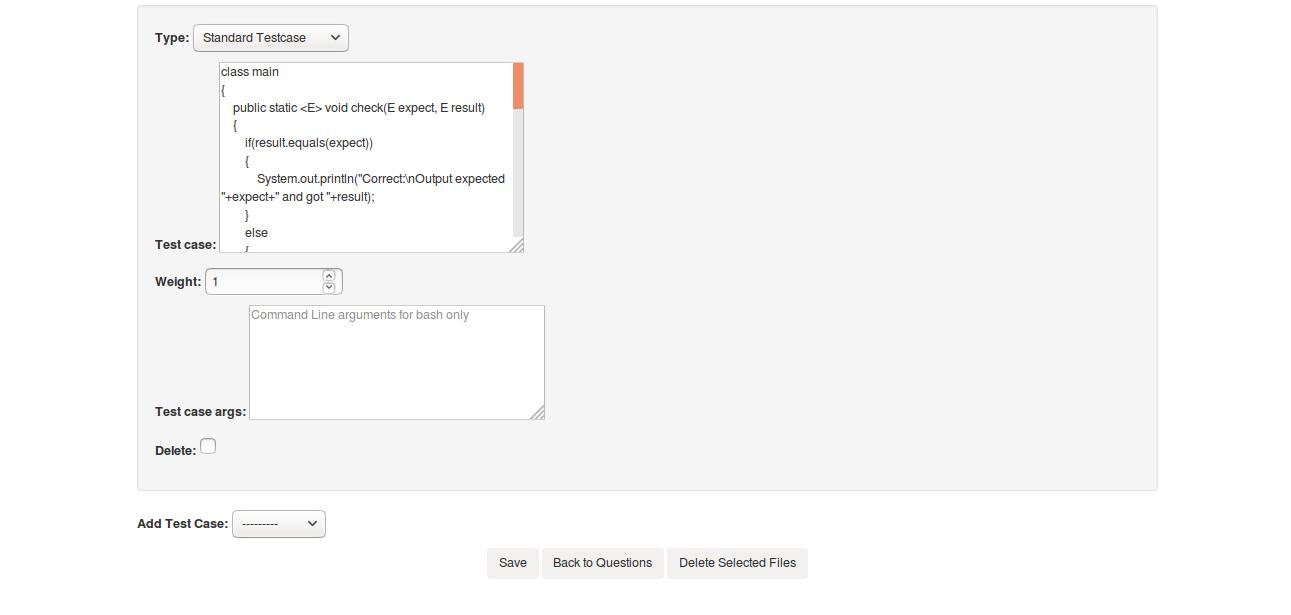 Type: Standard Testcase
class main
{
public static <E> void check(E expect, E result)
{
if(result.equals(expect))
{
System.out.println("Correct:\nOutput expected
"+expect+" and got "+result);
}
else
{
Test case:
Weight: 1
Command Line arguments for bash only
Test case args:
Delete:
Add Test Case: ---------
Save Back to Questions Delete Selected Files